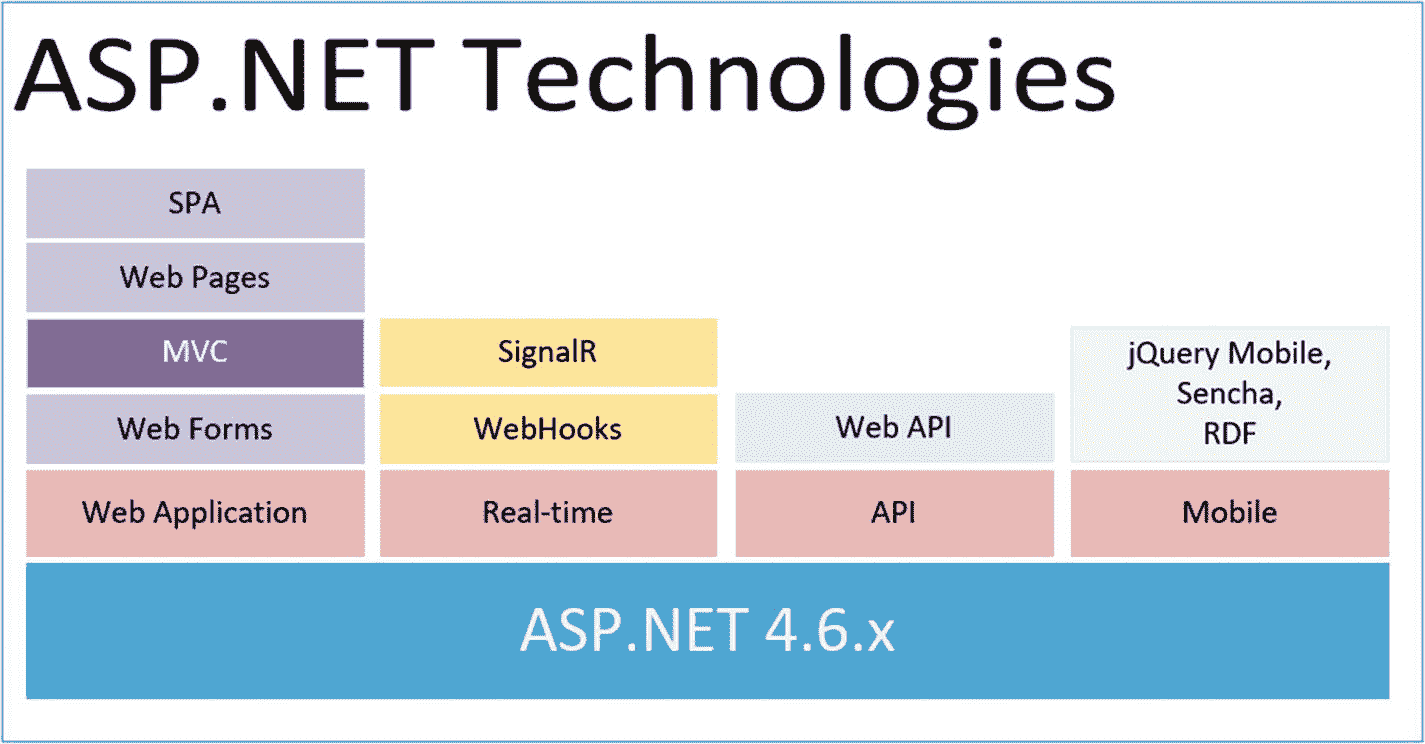 ASP.NET Technologies
SPA
Web Pages
MVC
Web Forms
Web Application
SignalR
WebHooks
Real-time
Web API
API
jQuery Mobile,
Sencha,
RDF
Mobile
ASP.NET 4.6.x